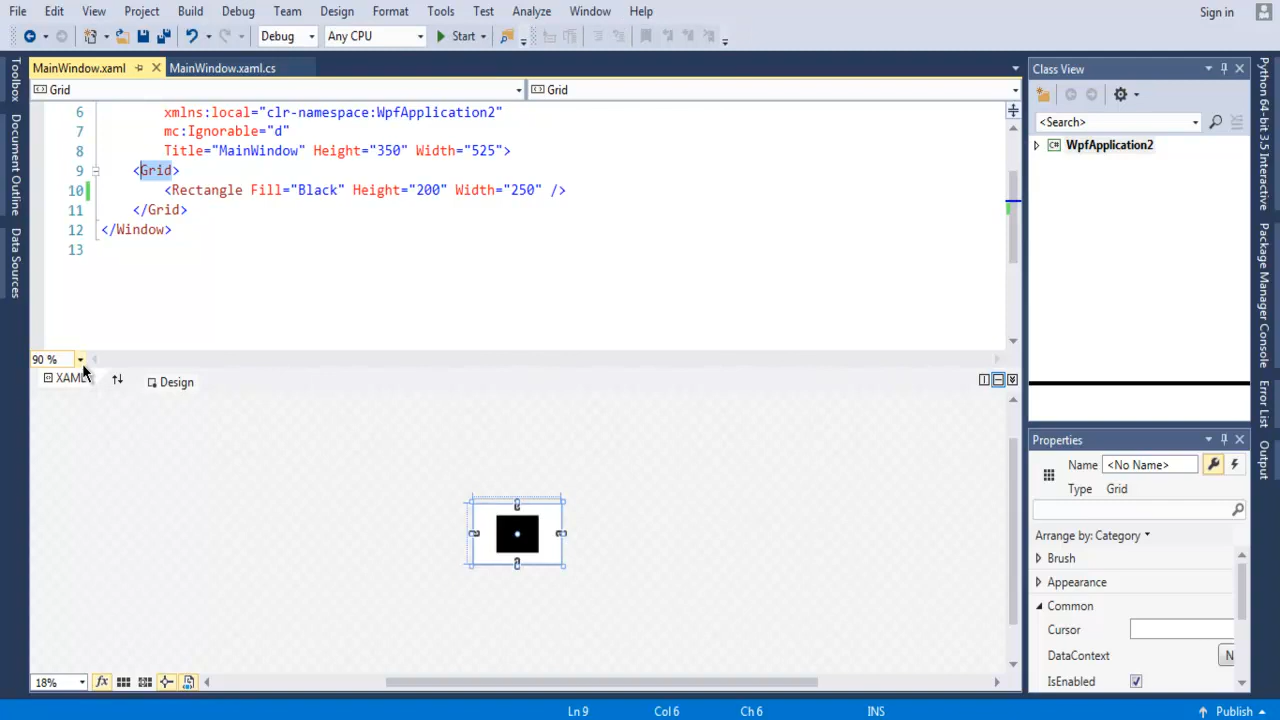 File Edit View Project Build Debug Team Design Format Tools Test Analyze Window Help Sign in
Debug Any CPU Start
MainWindow.xaml MainWindow.xaml.cs
Grid Grid
6 xmlns:local="clr-namespace:WpfApplication2"
7 mc:Ignorable="d"
8 Title="MainWindow" Height="350" Width="525">
9 <Grid>
10 <Rectangle Fill="Black" Height="200" Width="250" />
11 </Grid>
12 </Window>
13
90 %
XAML Design
18% fx
Toolbox
Document Outline
Data Sources
Class View
<Search>
C# WpfApplication2
Properties
Name <No Name>
Type Grid
Arrange by: Category
Brush
Appearance
Common
Cursor
DataContext N
IsEnabled
Python 64-bit 3.5 Interactive
Package Manager Console
Error List
Output
Ln 9 Col 6 Ch 6 INS Publish